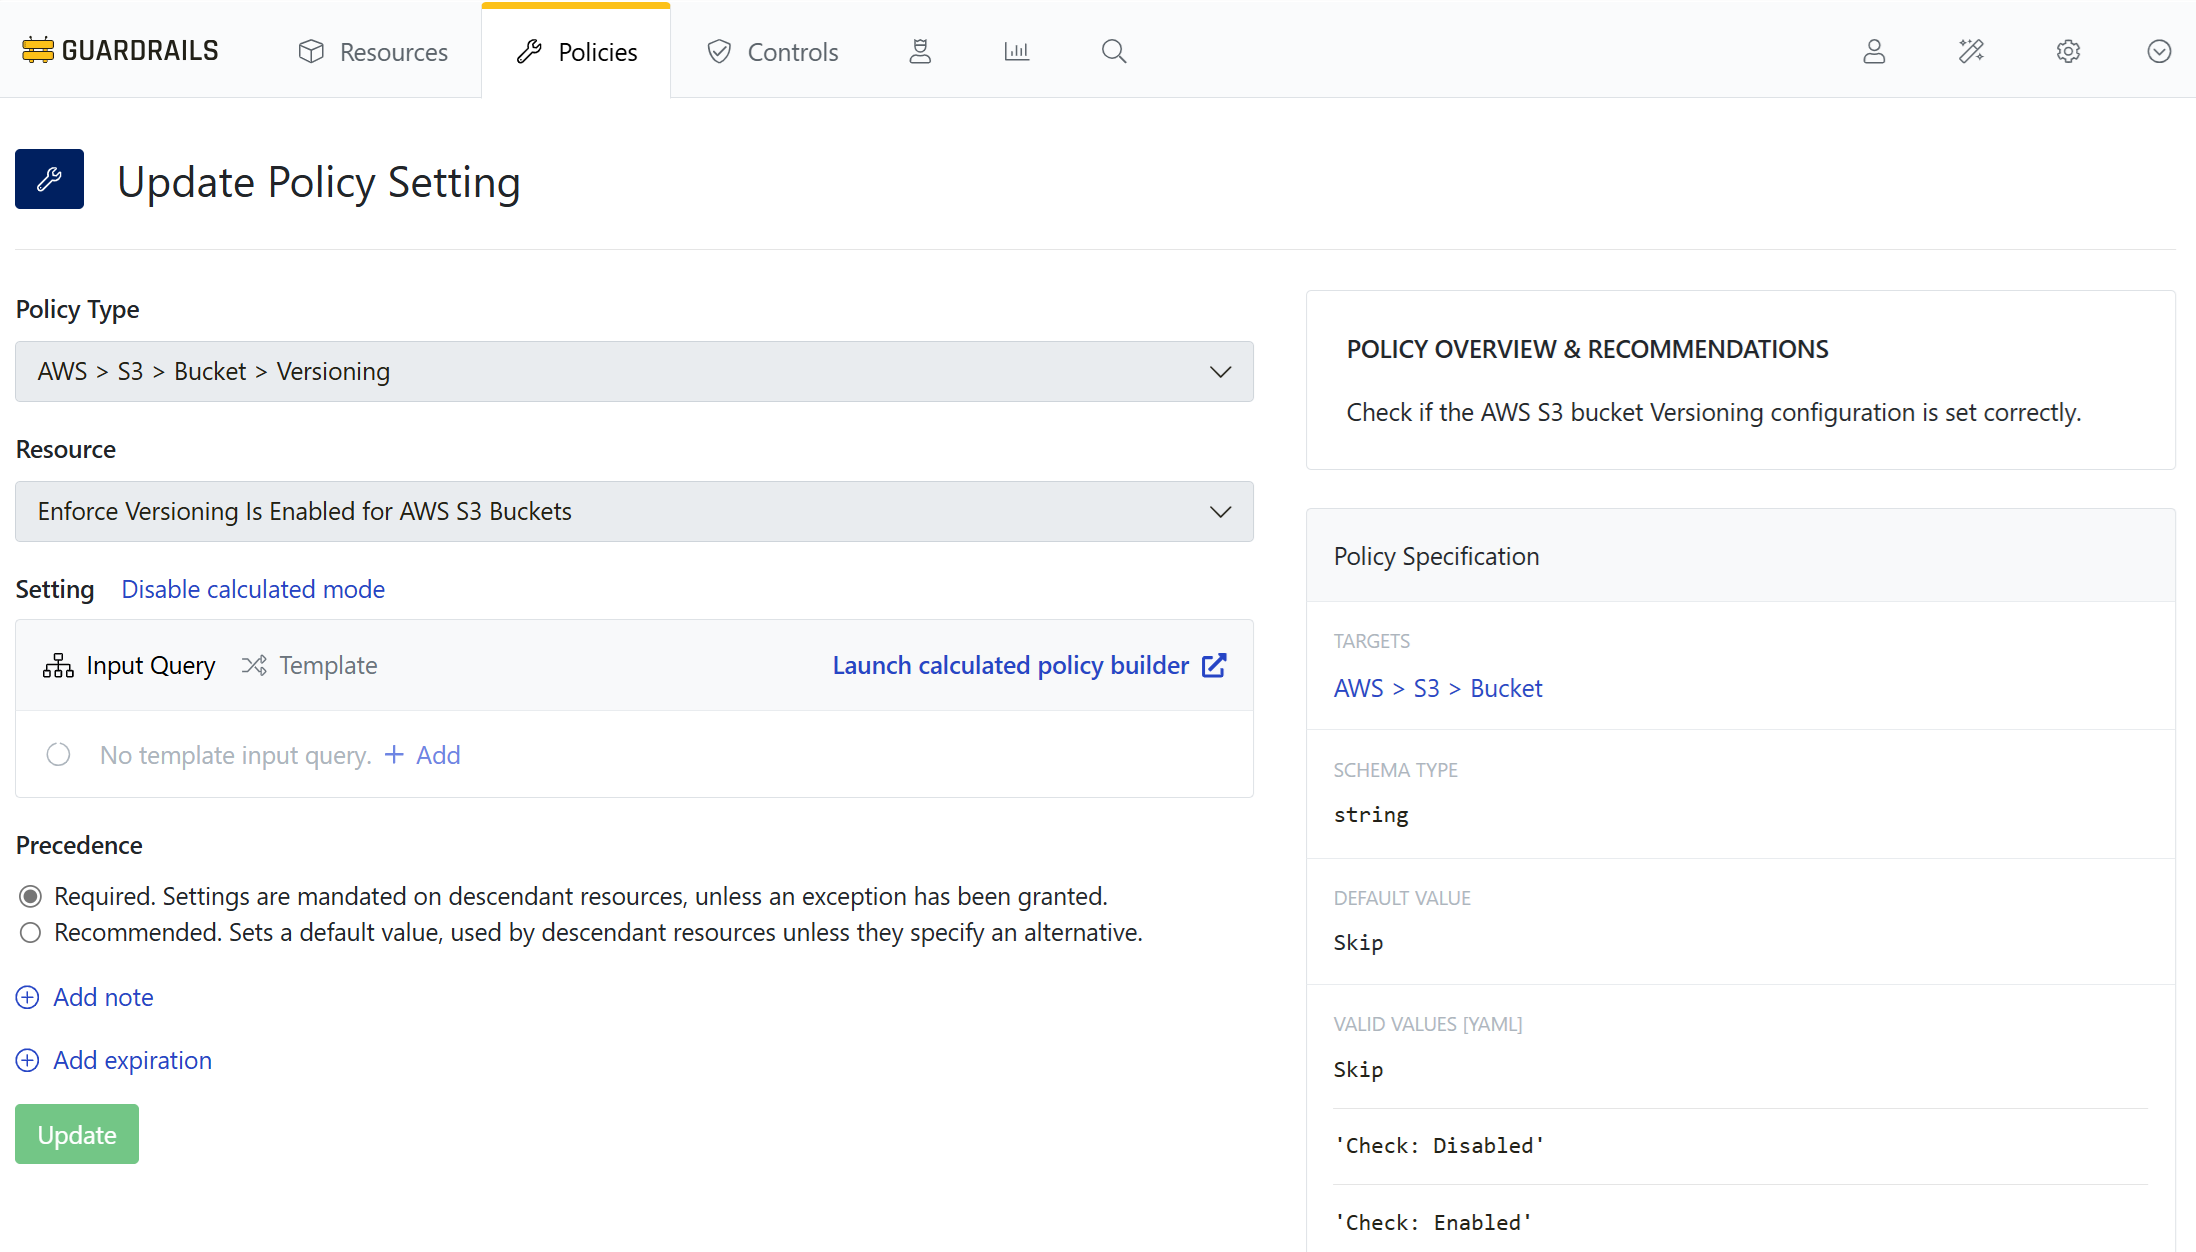 GUARDRAILS
Resources
Policies
Controls
Update Policy Setting
Policy Type
AWS > S3 > Bucket > Versioning
Resource
Enforce Versioning Is Enabled for AWS S3 Buckets
Setting Disable calculated mode
Input Query Template Launch calculated policy builder
No template input query. + Add
Precedence
Required. Settings are mandated on descendant resources, unless an exception has been granted.
Recommended. Sets a default value, used by descendant resources unless they specify an alternative.
Add note
Add expiration
Update
POLICY OVERVIEW & RECOMMENDATIONS
Check if the AWS S3 bucket Versioning configuration is set correctly.
Policy Specification
TARGETS
AWS > S3 > Bucket
SCHEMA TYPE
string
DEFAULT VALUE
Skip
VALID VALUES [YAML]
Skip
'Check: Disabled'
'Check: Enabled'